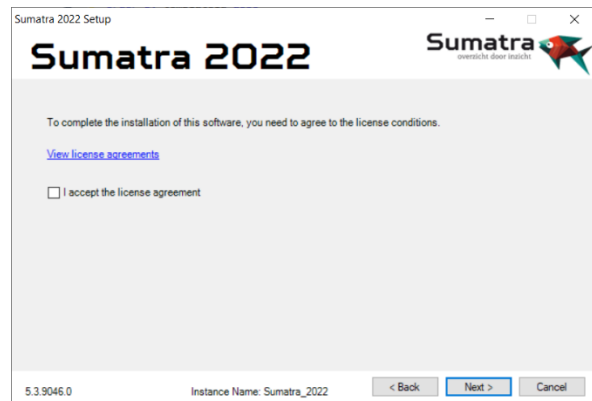 Sumatra 2022 Setup
Sumatra 2022
Sumatra
overzicht door inzicht
To complete the installation of this software, you need to agree to the license conditions.
View license agreements
I accept the license agreement
5.3.9046.0
Instance Name: Sumatra_2022
< Back
Next >
Cancel